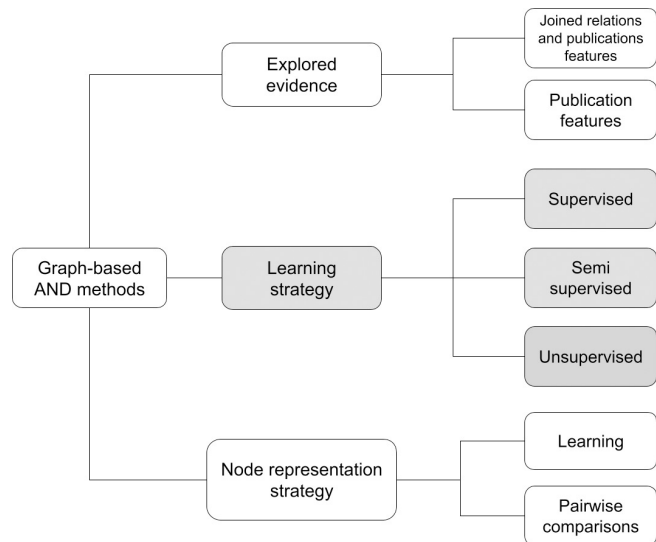 Joined relations
and publications
features
Explored
evidence
Publication
features
Supervised
Graph-based
AND methods
Learning
strategy
Semi
supervised
Unsupervised
Learning
Node representation
strategy
Pairwise
comparisons